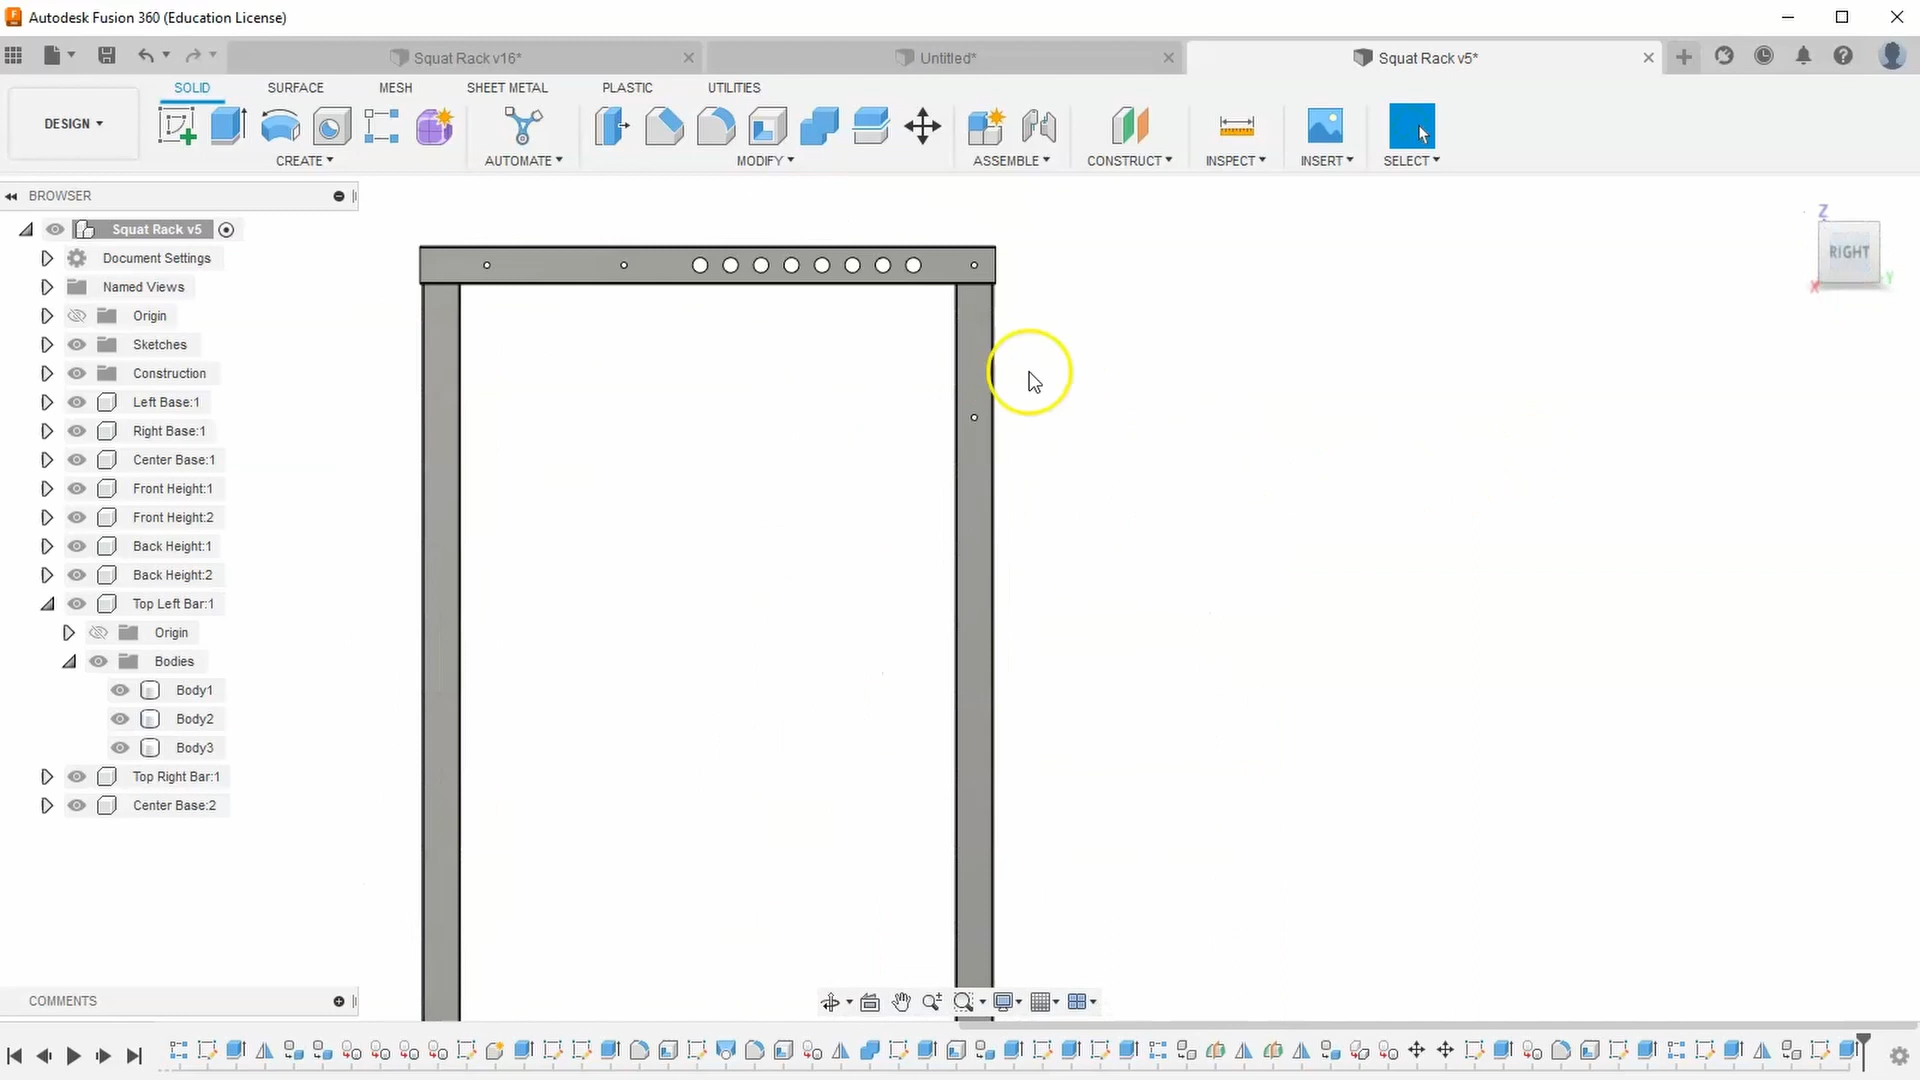 Autodesk Fusion 360 (Education License)
Squat Rack v16*
Untitled*
Squat Rack v5*
SOLID
SURFACE
MESH
SHEET METAL
PLASTIC
UTILITIES
DESIGN
CREATE
AUTOMATE
MODIFY
ASSEMBLE
CONSTRUCT
INSPECT
INSERT
SELECT
BROWSER
Squat Rack v5
Document Settings
Named Views
Origin
Sketches
Construction
Left Base:1
Right Base:1
Center Base:1
Front Height:1
Front Height:2
Back Height:1
Back Height:2
Top Left Bar:1
Origin
Bodies
Body1
Body2
Body3
Top Right Bar:1
Center Base:2
Z
RIGHT
X
Y
COMMENTS